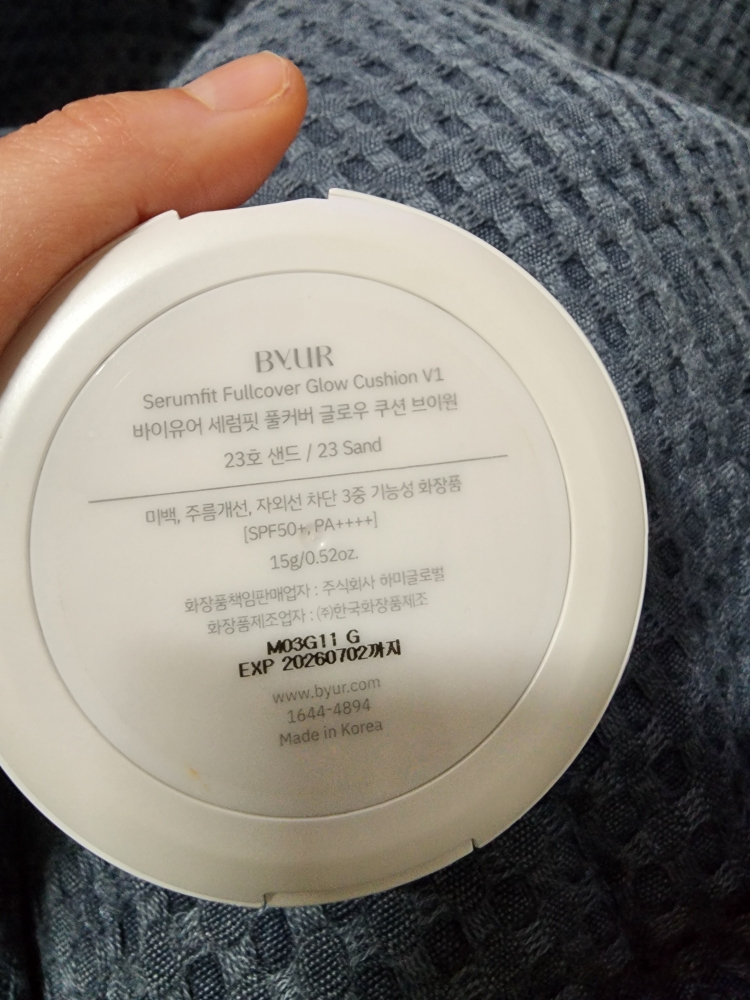 BYUR
Serumfit Fullcover Glow Cushion V1
바이유어 세럼핏 풀커버 글로우 쿠션 브이원
23호 샌드 / 23 Sand
미백, 주름개선, 자외선 차단 3중 기능성 화장품
[SPF50+, PA++++]
15g/0.52oz.
화장품책임판매업자 : 주식회사 하미글로벌
화장품제조업자 : ㈜한국화장품제조
M03G11 G
EXP 20260702까지
www.byur.com
1644-4894
Made in Korea